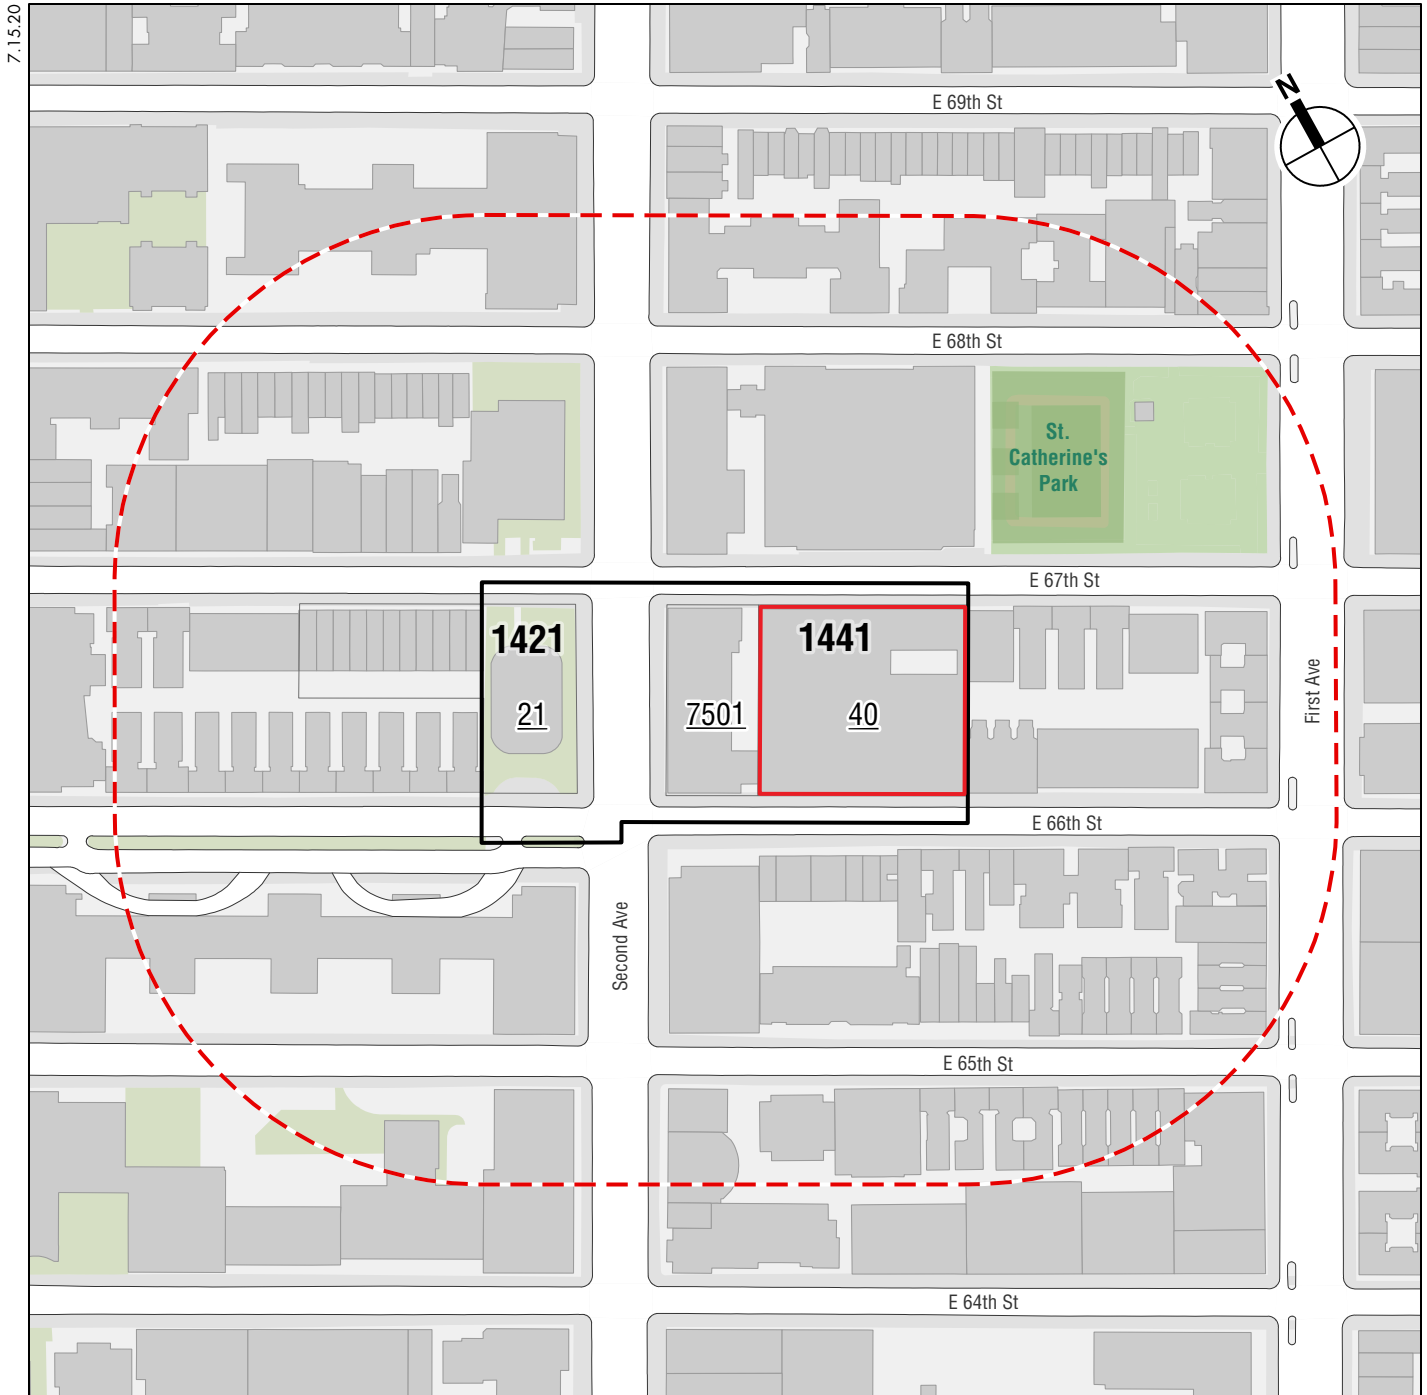 7.15.20
E 69th St
N
E 68th St
St.
Catherine's
Park
E 67th St
1421
1441
First Ave
21
7501
40
E 66th St
Second Ave
E 65th St
E 64th St